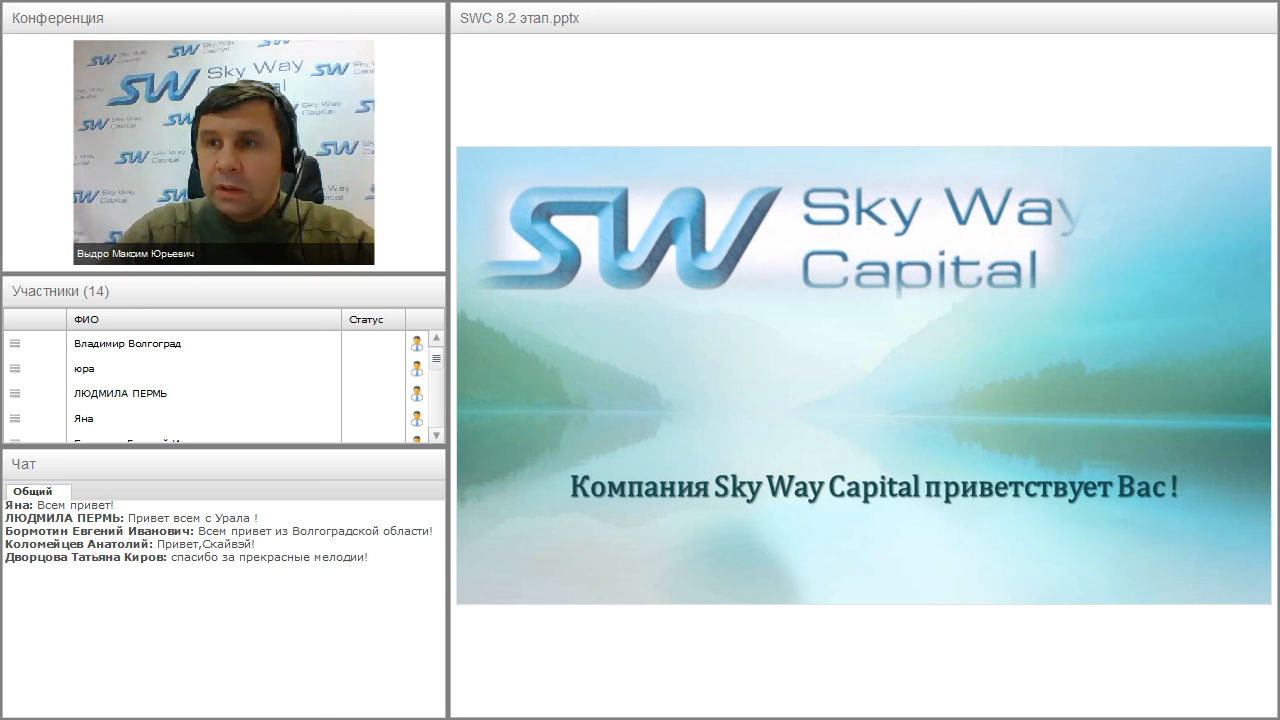 Конференция
SW Sky Way Capital
Выдро Максим Юрьевич
Участники (14)
ФИО
Статус
Владимир Волгоград
юра
ЛЮДМИЛА ПЕРМЬ
Яна
Чат
Общий
Яна: Всем привет!
ЛЮДМИЛА ПЕРМЬ: Привет всем с Урала !
Бормотин Евгений Иванович: Всем привет из Волгоградской области!
Коломейцев Анатолий: Привет,Скайвэй!
Дворцова Татьяна Киров: спасибо за прекрасные мелодии!
SWC 8.2 этап.pptx
SW Sky Way
Capital
Компания Sky Way Capital приветствует Вас !